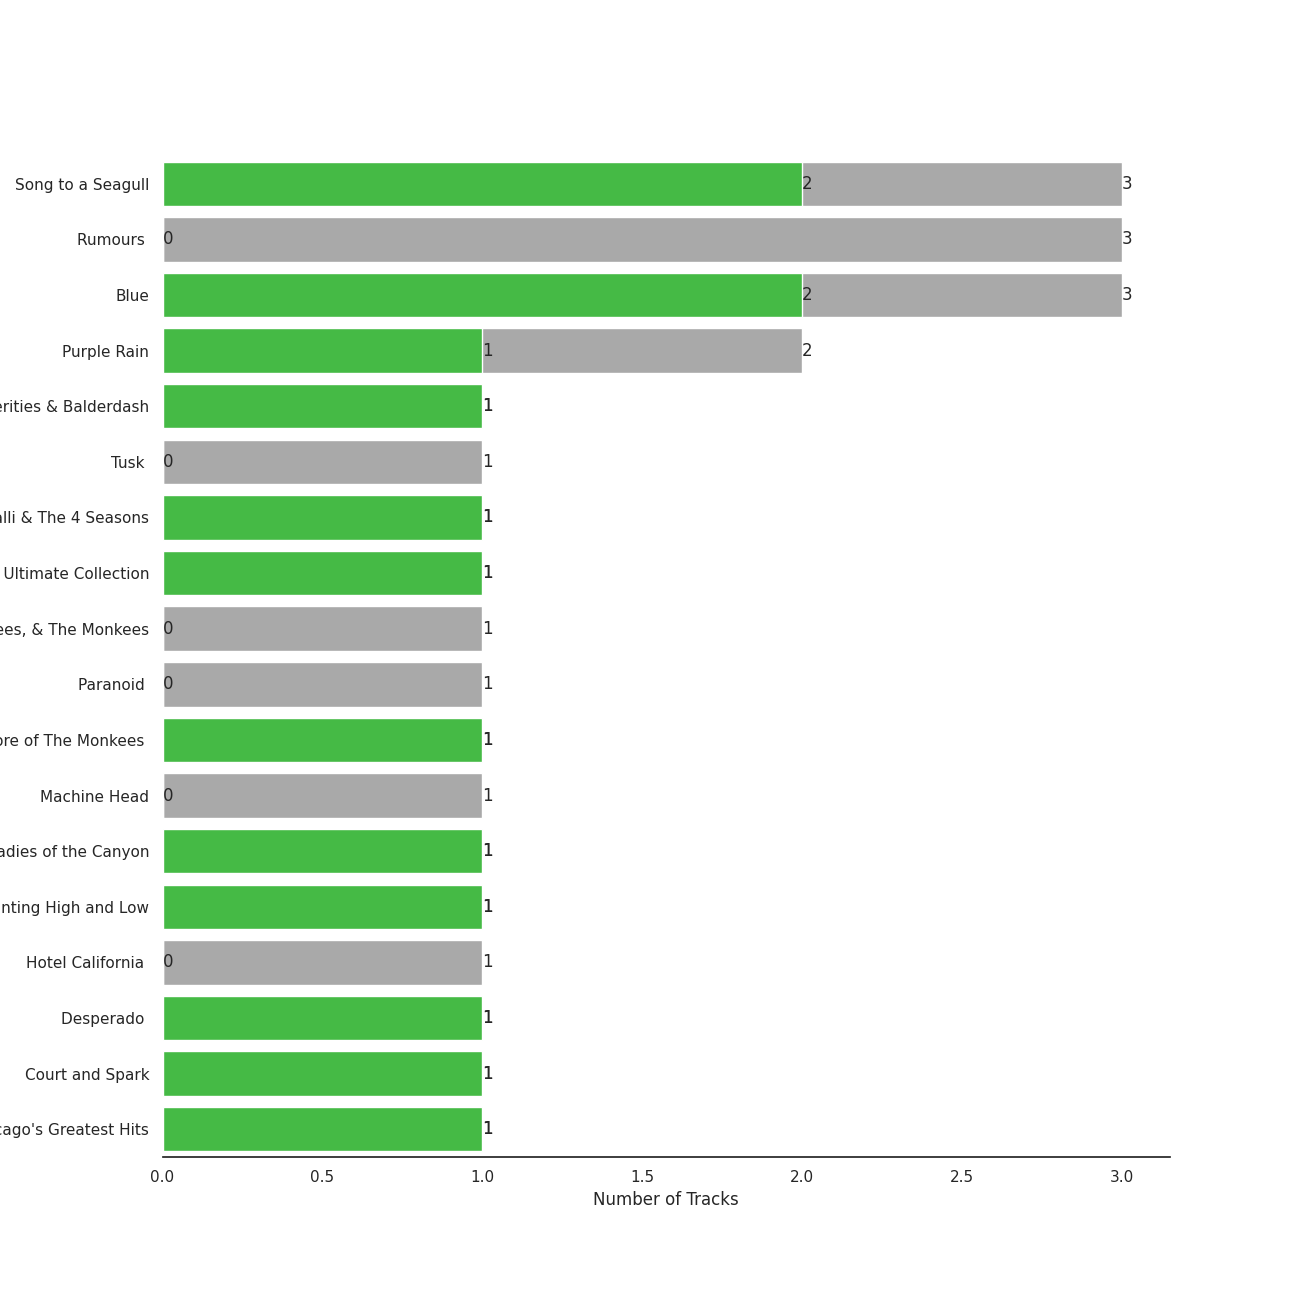 Song to a Seagull 2 3
Rumours 0 3
Blue 2 3
Purple Rain 1 2
erities & Balderdash 1
Tusk 0 1
alli & The 4 Seasons 1
Ultimate Collection 1
ees, & The Monkees 0 1
Paranoid 0 1
ore of The Monkees 1
Machine Head 0 1
adies of the Canyon 1
nting High and Low 1
Hotel California 0 1
Desperado 1
Court and Spark 1
cago's Greatest Hits 1
0.0 0.5 1.0 1.5 2.0 2.5 3.0
Number of Tracks